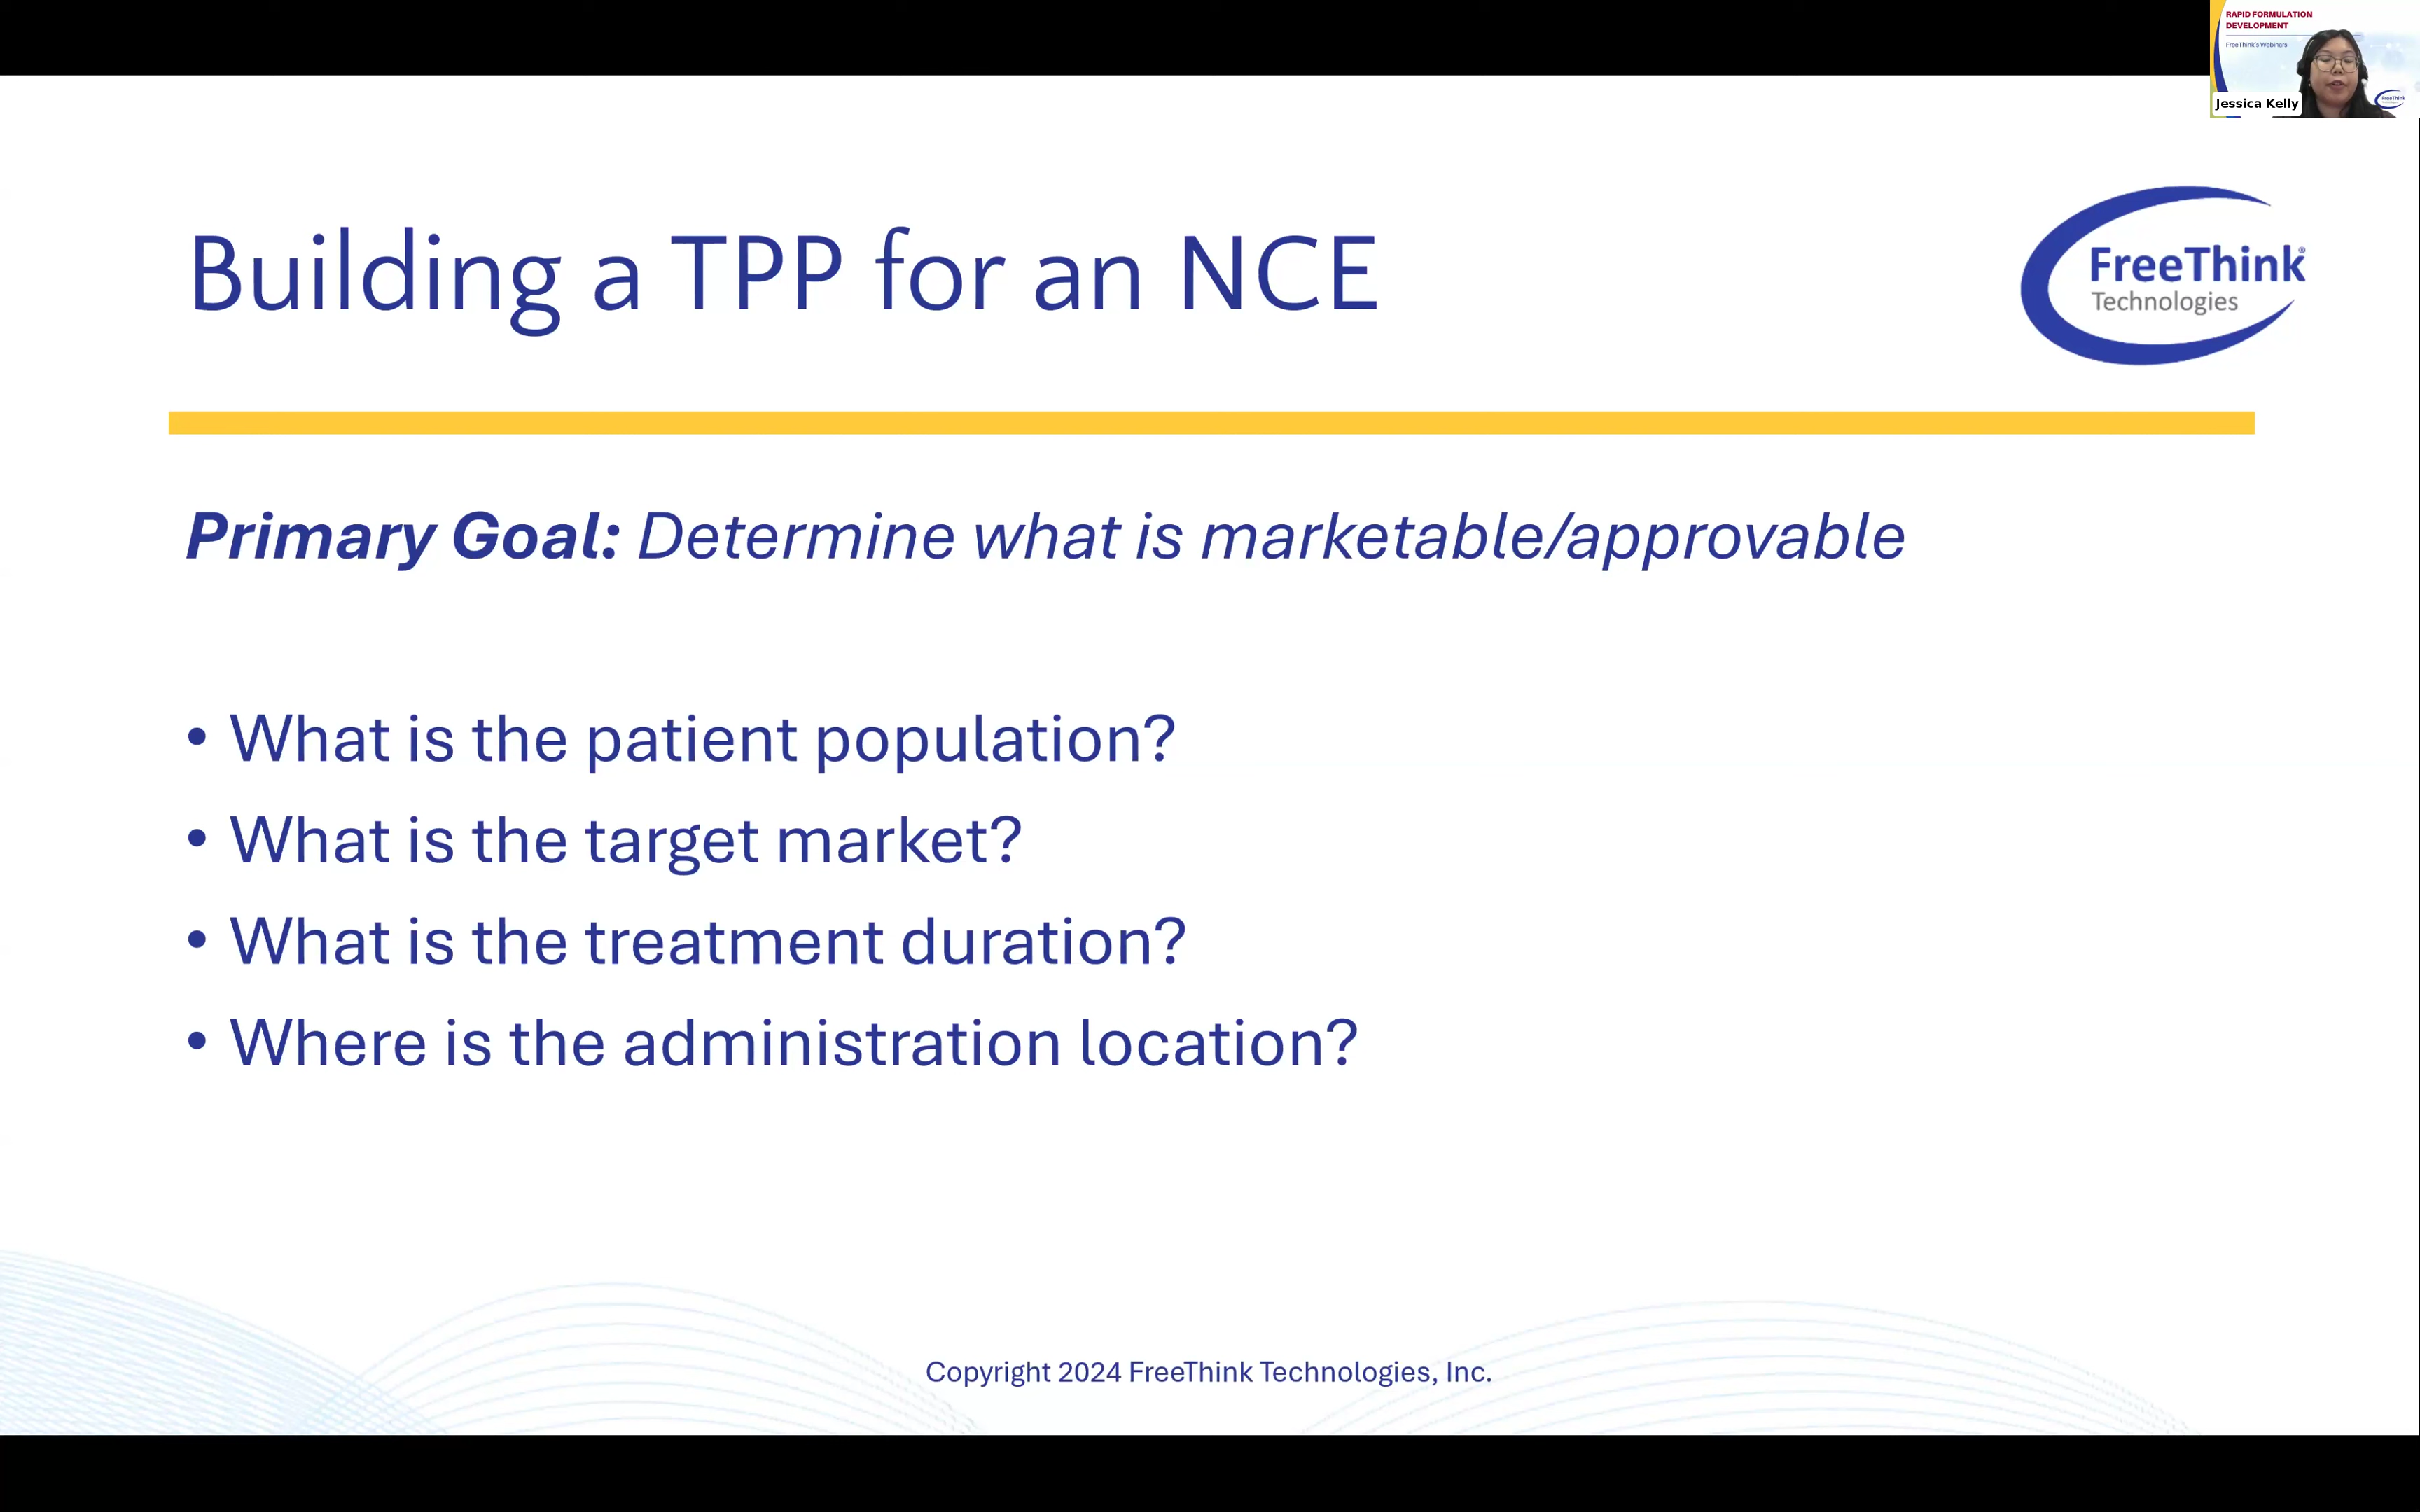 RAPID FORMULATION
DEVELOPMENT
FreeThink's Webinars
Jessica Kelly
FreeThink
Building a TPP for an NCE
FreeThink®
Technologies
Primary Goal: Determine what is marketable/approvable
• What is the patient population?
• What is the target market?
• What is the treatment duration?
• Where is the administration location?
Copyright 2024 FreeThink Technologies, Inc.